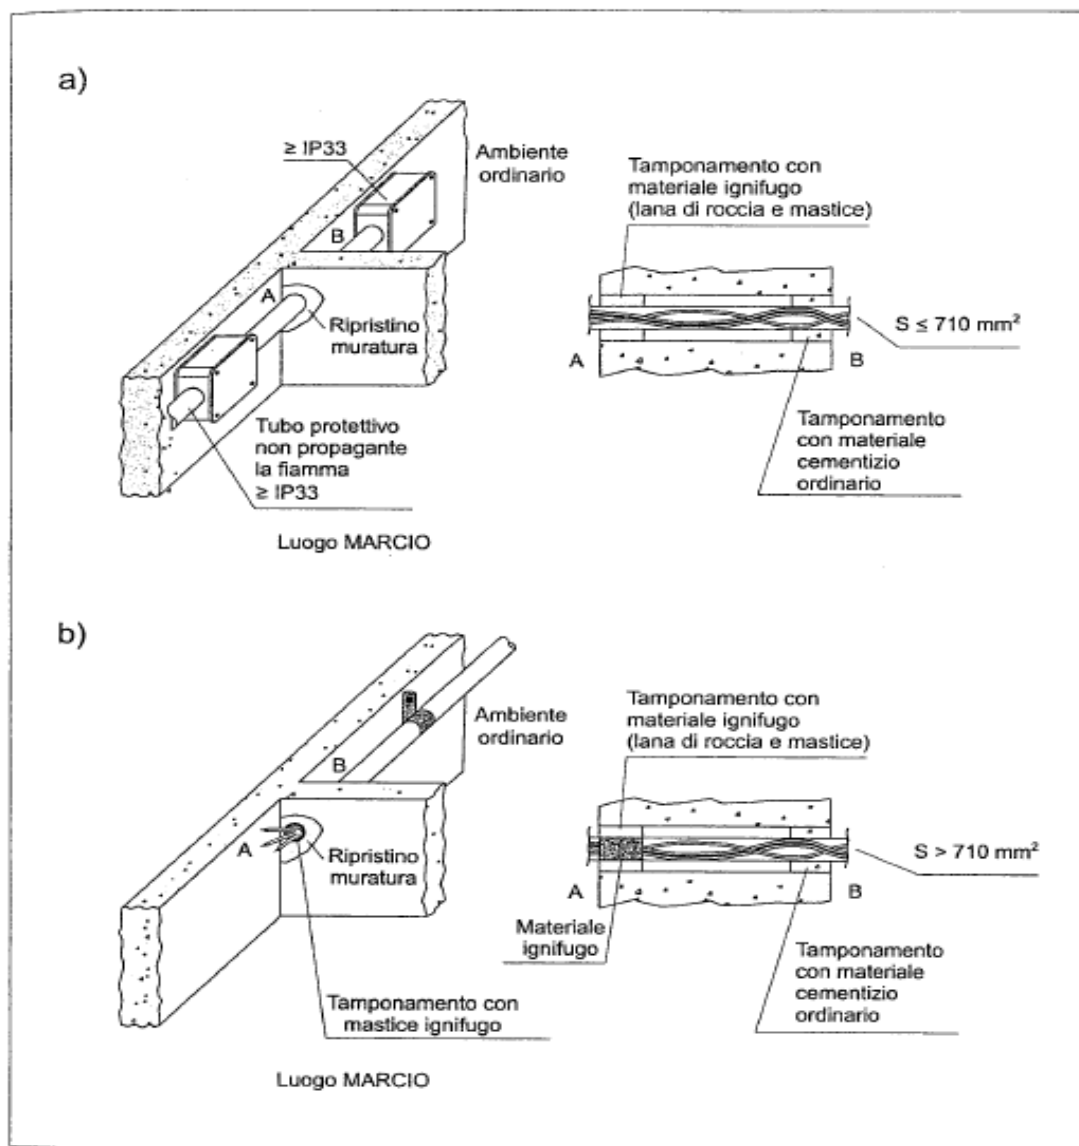 a)
≥ IP33
Ambiente
ordinario
B
A
Ripristino
muratura
Tubo protettivo
non propagante
la fiamma
≥ IP33
Luogo MARCIO
Tamponamento con
materiale ignifugo
(lana di roccia e mastice)
S ≤ 710 mm²
A
B
Tamponamento
con materiale
cementizio
ordinario
b)
Ambiente
ordinario
B
A
Ripristino
muratura
Tamponamento con
mastice ignifugo
Luogo MARCIO
Tamponamento con
materiale ignifugo
(lana di roccia e mastice)
S > 710 mm²
A
B
Materiale
ignifugo
Tamponamento
con materiale
cementizio
ordinario